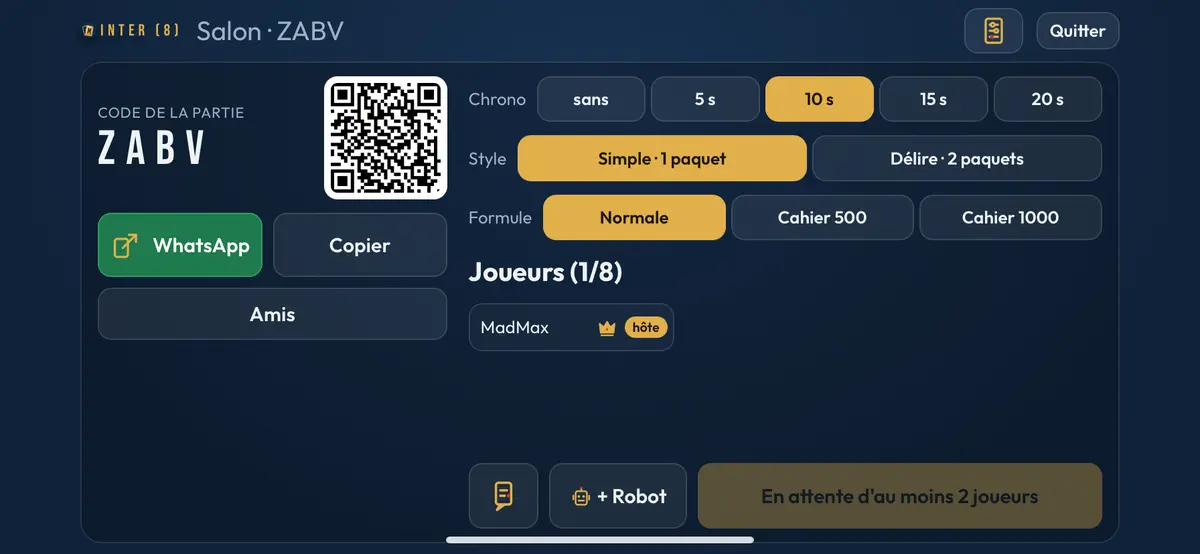 INTER [8] Salon · ZABV
Quitter
CODE DE LA PARTIE
ZABV
WhatsApp
Copier
Amis
Chrono sans 5 s 10 s 15 s 20 s
Style Simple · 1 paquet Délire · 2 paquets
Formule Normale Cahier 500 Cahier 1000
Joueurs (1/8)
MadMax hôte
+ Robot
En attente d'au moins 2 joueurs